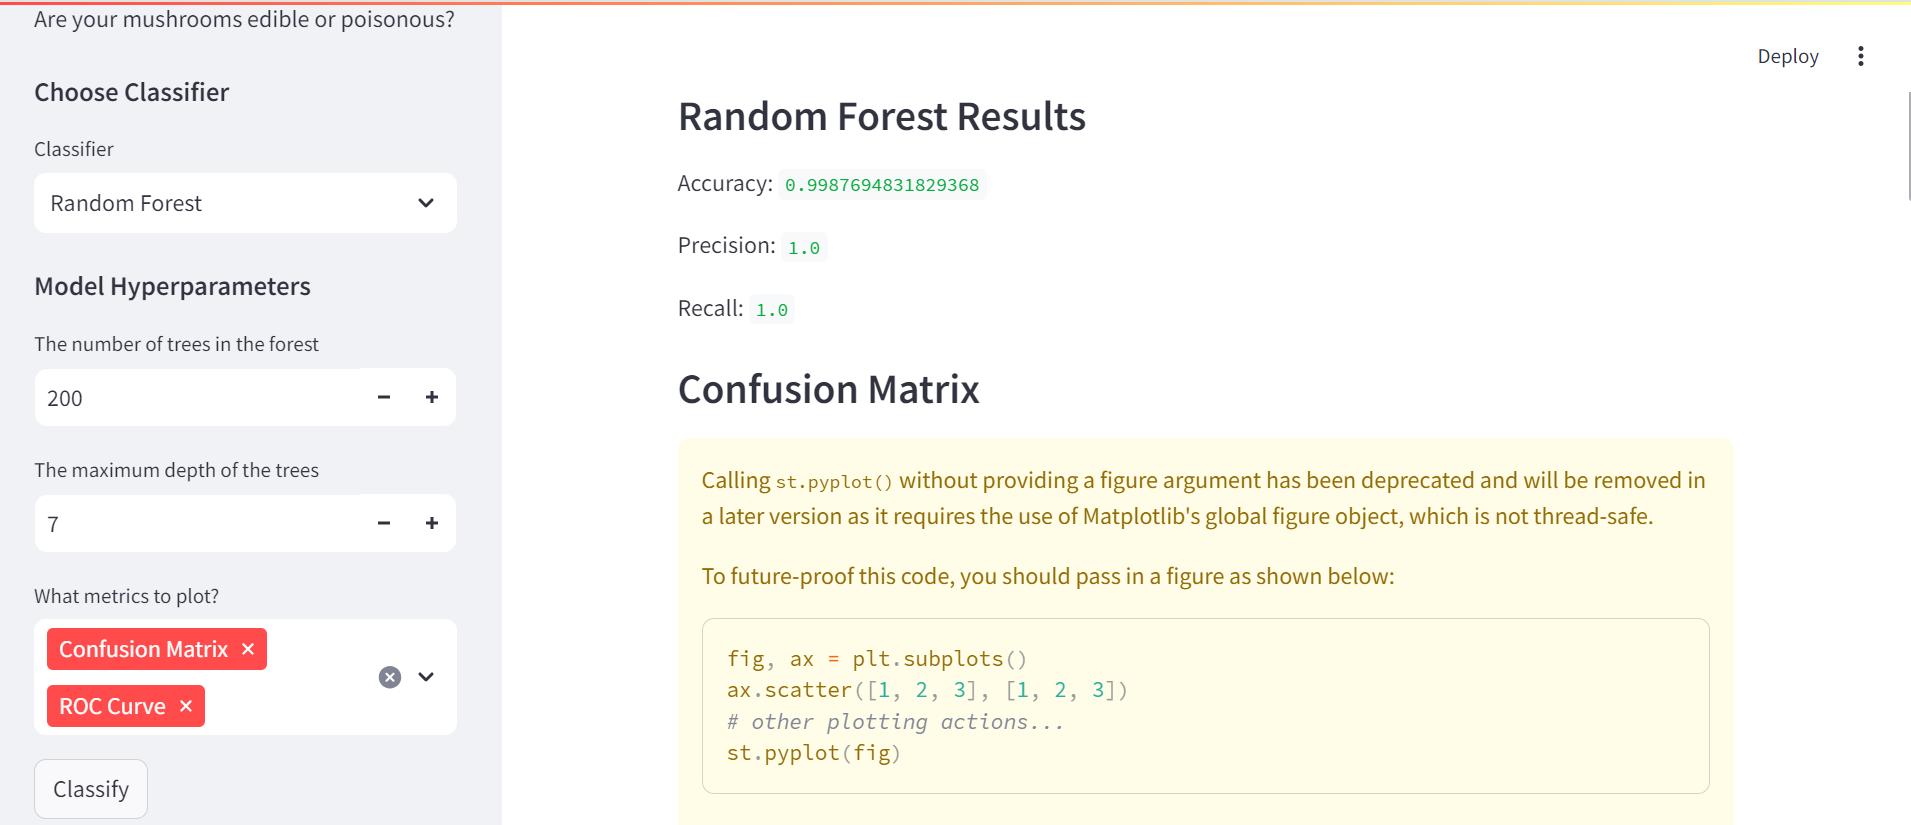 Are your mushrooms edible or poisonous?
Choose Classifier
Classifier
Random Forest
Model Hyperparameters
The number of trees in the forest
200
The maximum depth of the trees
7
What metrics to plot?
Confusion Matrix
ROC Curve
Classify
Deploy
Random Forest Results
Accuracy: 0.9987694831829368
Precision: 1.0
Recall: 1.0
Confusion Matrix
Calling st.pyplot() without providing a figure argument has been deprecated and will be removed in
a later version as it requires the use of Matplotlib's global figure object, which is not thread-safe.
To future-proof this code, you should pass in a figure as shown below:
fig, ax = plt.subplots()
ax.scatter([1, 2, 3], [1, 2, 3])
# other plotting actions...
st.pyplot(fig)